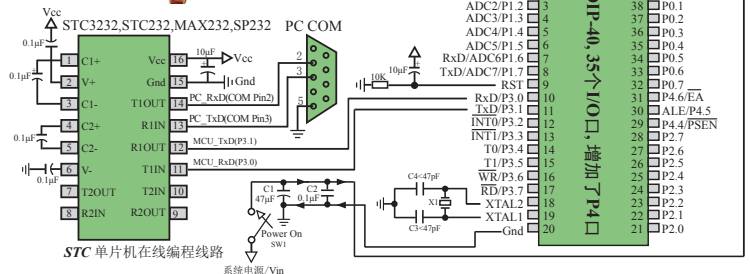 Vcc
STC3232,STC232,MAX232,SP232
PC COM
0.1μF
0.1μF
0.1μF
0.1μF
1 C1+
2 V+
3 C1-
4 C2+
5 C2-
6 V-
7 T2OUT
8 R2IN
Vcc 16
Gnd 15
T1OUT 14
R1IN 13
R1OUT 12
T1IN 11
T2IN 10
R2OUT 9
10μF
Vcc
Gnd
PC_RxD(COM Pin2)
PC_TxD(COM Pin3)
MCU_TxD(P3.1)
MCU_RxD(P3.0)
2
3
5
STC 单片机在线编程线路
C1
47μF
C2
0.1μF
Power On
SW1
系统电源/Vin
10μF
10K
C4<47pF
X1
C3<47pF
ADC2/P1.2 3
ADC3/P1.3 4
ADC4/P1.4 5
ADC5/P1.5 6
RxD/ADC6P1.6 7
TxD/ADC7/P1.7 8
RST 9
RxD/P3.0 10
TxD/P3.1 11
INT0/P3.2 12
INT1/P3.3 13
T0/P3.4 14
T1/P3.5 15
WR/P3.6 16
RD/P3.7 17
XTAL2 18
XTAL1 19
Gnd 20
DIP-40, 35个I/O口, 增加了P4口
38 P0.1
37 P0.2
36 P0.3
35 P0.4
34 P0.5
33 P0.6
32 P0.7
31 P4.6/EA
30 ALE/P4.5
29 P4.4/PSEN
28 P2.7
27 P2.6
26 P2.5
25 P2.4
24 P2.3
23 P2.2
22 P2.1
21 P2.0